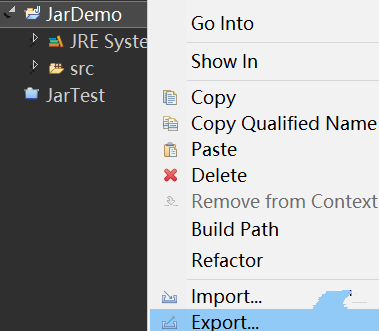 JarDemo
JRE Syste
src
JarTest
Go Into
Show In
Copy
Copy Qualified Name
Paste
Delete
Remove from Context
Build Path
Refactor
Import...
Export...